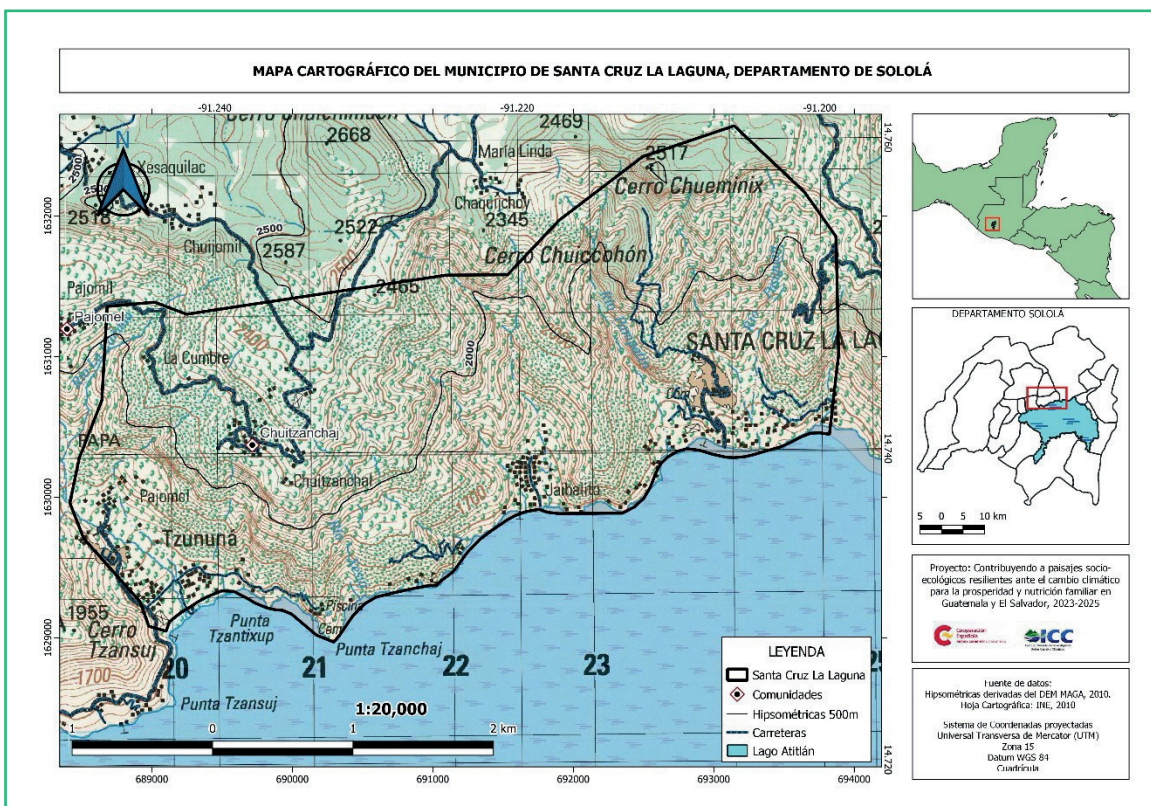 MAPA CARTOGRÁFICO DEL MUNICIPIO DE SANTA CRUZ LA LAGUNA, DEPARTAMENTO DE SOLOLÁ
-91.240
-91.220
-91.200
2668
2469
14.760
N
María Linda
2517
Xesaquilac
2500
Cerro Chueminix
Chaquijchoy
2345
2518
1632000
2522
Chuijomil
2500
2587
Cerro Chuiccohón
2465
Pajomil
Pajomel
2000
SANTA CRUZ LA LA
1631000
La Cumbre
Chuitzanchaj
PAPA
14.740
Chuitzanchaj
Pajomel
1700
Jaibalito
1630000
Tzununá
1955
Piscina
Cem
Punta
Tzantixup
Cerro
Tzansuj
1629000
Punta Tzanchaj
20
21
22
23
1700
Punta Tzansuj
1:20,000
1
0
1
2 km
LEYENDA
Santa Cruz La Laguna
Comunidades
Hipsométricas 500m
Carreteras
Lago Atitlán
14.720
689000
690000
691000
692000
693000
694000
DEPARTAMENTO SOLOLÁ
5 0 5 10 km
Proyecto: Contribuyendo a paisajes socio-
ecológicos resilientes ante el cambio climático
para la prosperidad y nutrición familiar en
Guatemala y El Salvador, 2023-2025
Cooperación
Española
ICC
Fuente de datos:
Hipsométricas derivadas del DEM MAGA, 2010.
Hoja Cartográfica: INE, 2010
Sistema de Coordenadas proyectadas
Universal Transversa de Mercator (UTM)
Zona 15
Datum WGS 84
Cuadrícula